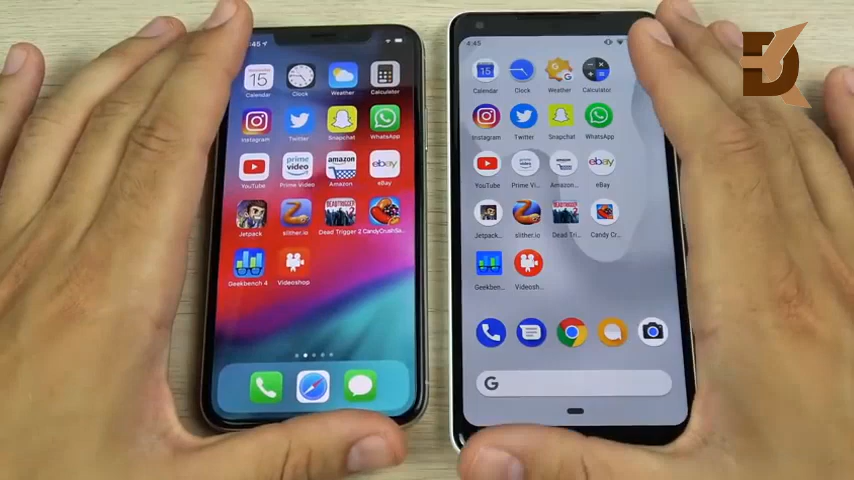 :45
4:45
15
Calendar Clock Weather Calculator
Instagram Twitter Snapchat WhatsApp
prime video
amazon
ebay
YouTube Prime Video Amazon eBay
Jetpack slither.io Dead Trigger 2 CandyCrushSa...
Geekbench 4 Videoshop
15
Calendar Clock Weather Calculator
Instagram Twitter Snapchat WhatsApp
ebay
YouTube Prime Vi... Amazon... eBay
Jetpack... slither.io Dead Tri... Candy Cr...
Geekben... Videosh...
G